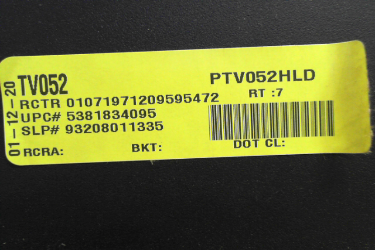 01-12-20
TV052
PTV052HLD
RCTR 01071971209595472
RT :7
UPC# 5381834095
SLP# 93208011335
RCRA:
BKT:
DOT CL: